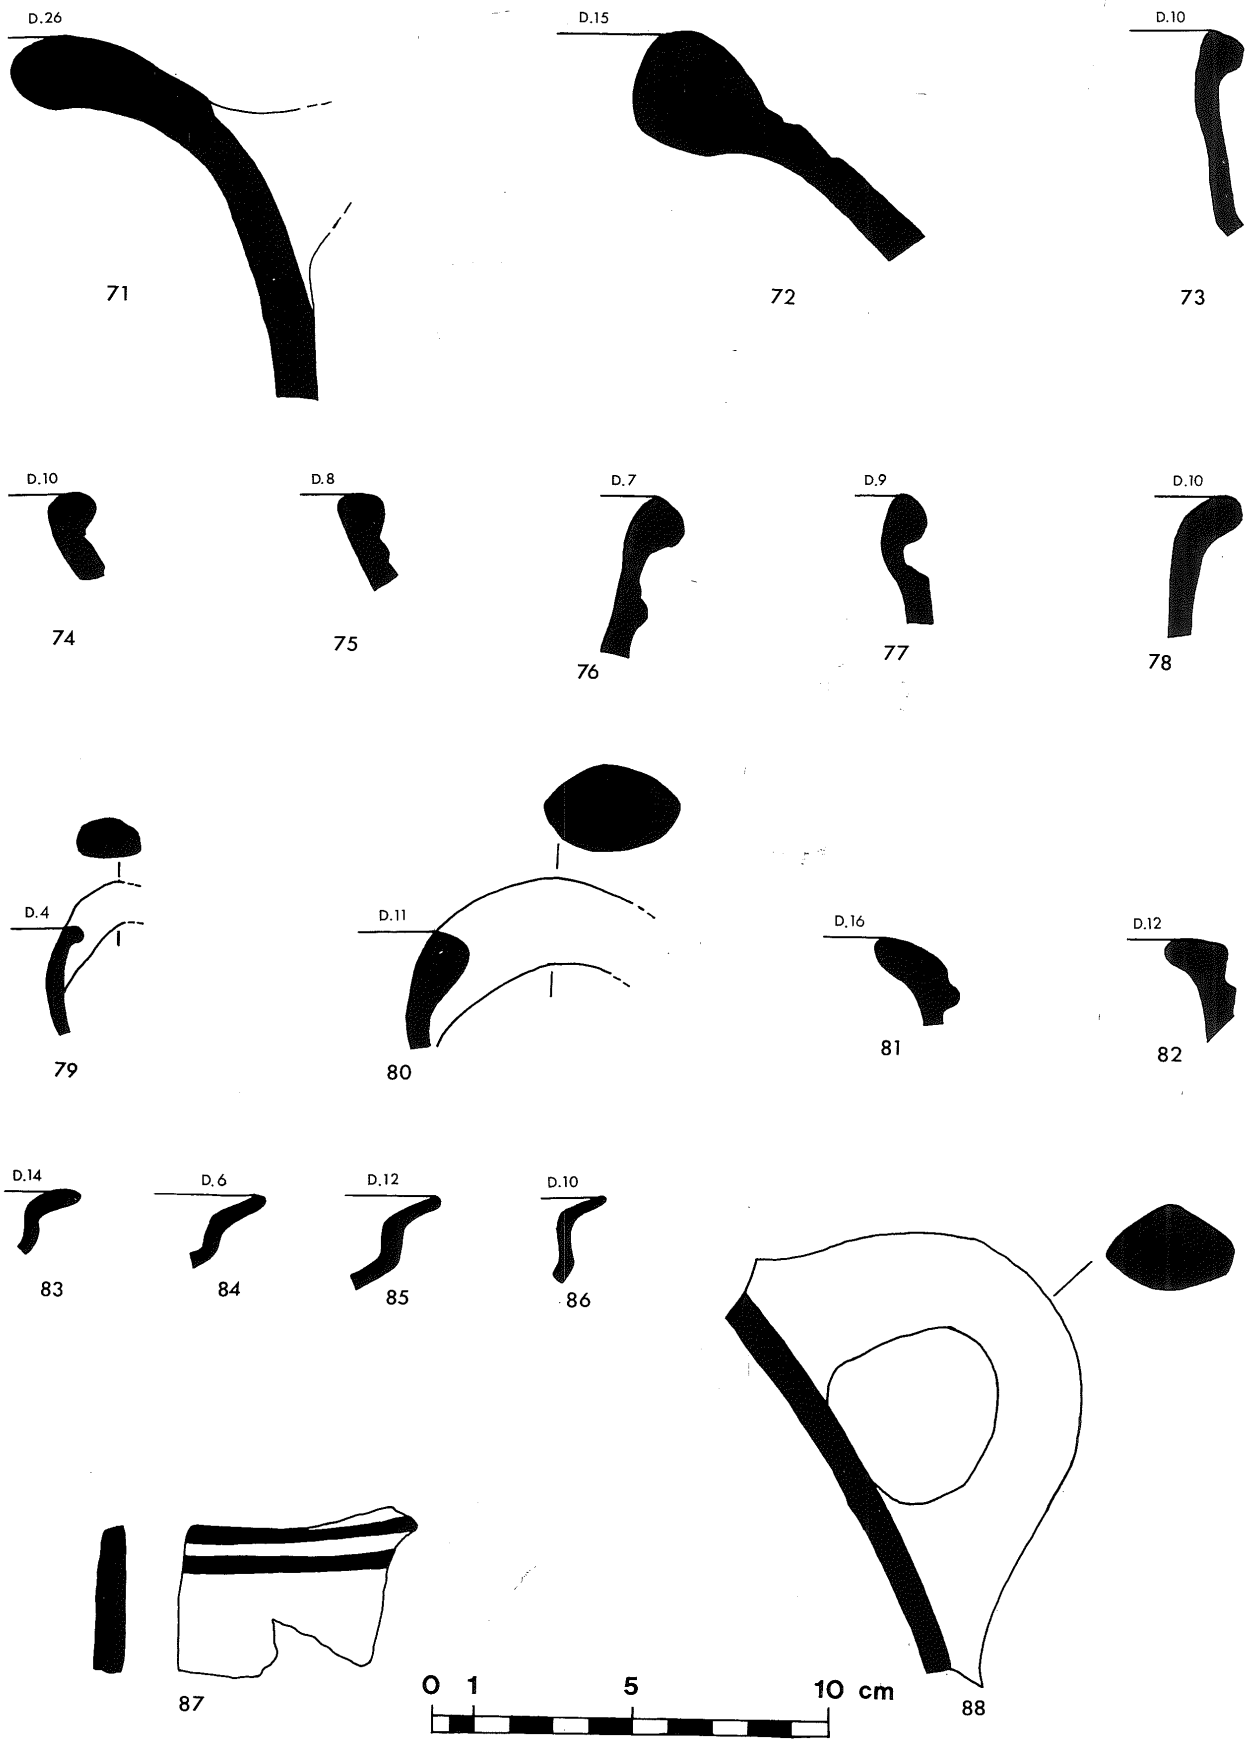 D.26 D.15 D.10
71 72 73
D.10 D.8 D.7 D.9 D.10
74 75 76 77 78
D.4 D.11 D.16 D.12
79 80 81 82
D.14 D.6 D.12 D.10
83 84 85 86
0 1 5 10 cm
87 88